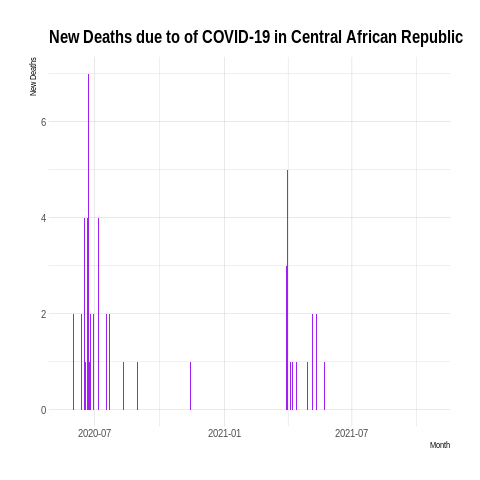 New Deaths due to of COVID-19 in Central African Republic
New Deaths
6
4
2
0
2020-07
2021-01
2021-07
Month